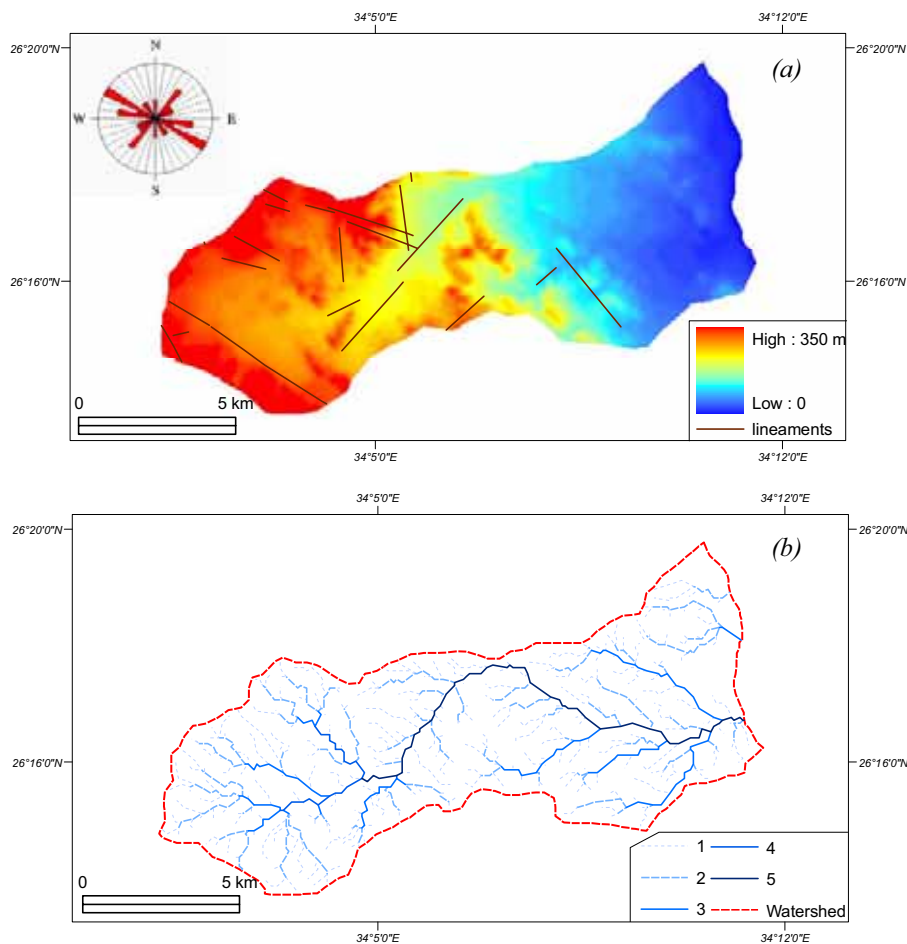 34°5'0"E 34°12'0"E
26°20'0"N 26°20'0"N
(a)
N
W E
S
26°16'0"N 26°16'0"N
High : 350 m
Low : 0
lineaments
0 5 km
34°5'0"E 34°12'0"E
34°5'0"E 34°12'0"E
26°20'0"N 26°20'0"N
(b)
26°16'0"N 26°16'0"N
1 4
2 5
3 Watershed
0 5 km
34°5'0"E 34°12'0"E